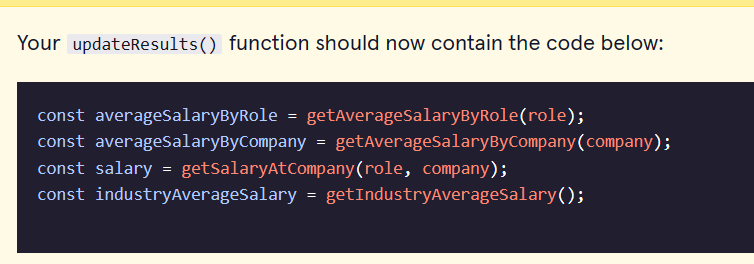 Your updateResults() function should now contain the code below:
const averageSalaryByRole = getAverageSalaryByRole(role);
const averageSalaryByCompany = getAverageSalaryByCompany(company);
const salary = getSalaryAtCompany(role, company);
const industryAverageSalary = getIndustryAverageSalary();